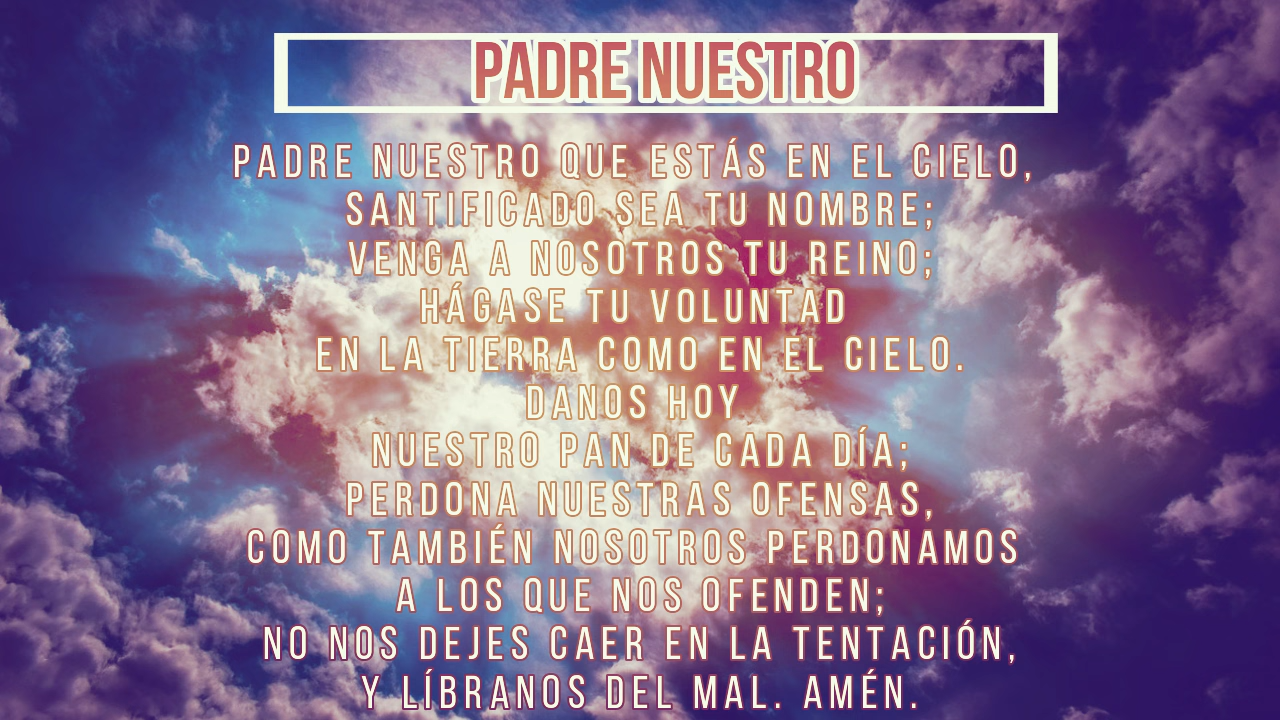 PADRE NUESTRO
PADRE NUESTRO QUE ESTÁS EN EL CIELO,
SANTIFICADO SEA TU NOMBRE;
VENGA A NOSOTROS TU REINO;
HÁGASE TU VOLUNTAD
EN LA TIERRA COMO EN EL CIELO.
DANOS HOY
NUESTRO PAN DE CADA DÍA;
PERDONA NUESTRAS OFENSAS,
COMO TAMBIÉN NOSOTROS PERDONAMOS
A LOS QUE NOS OFENDEN;
NO NOS DEJES CAER EN LA TENTACIÓN,
Y LÍBRANOS DEL MAL. AMÉN.